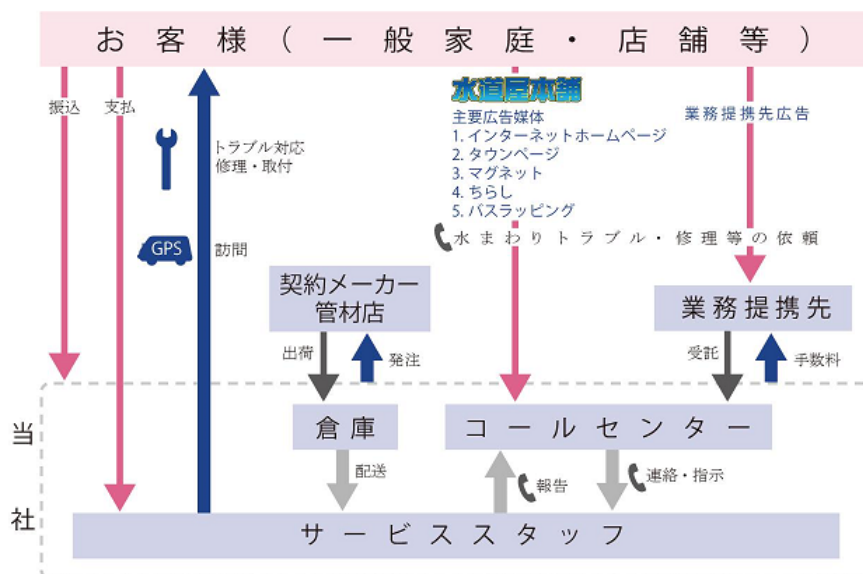 お客様（一般家庭・店舗等）
振込
支払
トラブル対応
修理・取付
GPS
訪問
水道屋本舗
主要広告媒体
1. インターネットホームページ
2. タウンページ
3. マグネット
4. ちらし
5. バスラッピング
業務提携先広告
水まわりトラブル・修理等の依頼
契約メーカー
管材店
業務提携先
出荷
発注
受託
手数料
当社
倉庫
コールセンター
配送
報告
連絡・指示
サービススタッフ